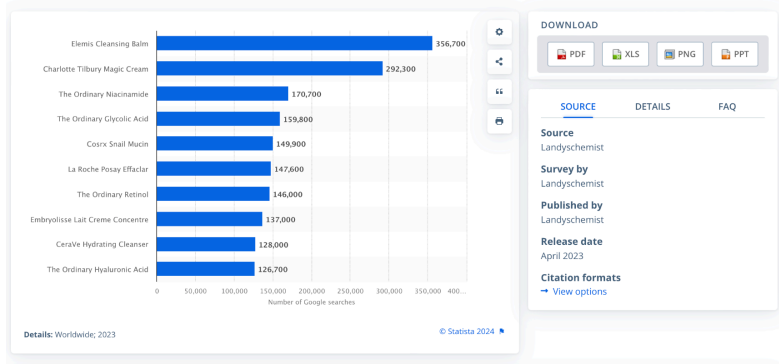 Elemis Cleansing Balm 356,700
Charlotte Tilbury Magic Cream 292,300
The Ordinary Niacinamide 170,700
The Ordinary Glycolic Acid 159,800
Cosrx Snail Mucin 149,900
La Roche Posay Effaclar 147,600
The Ordinary Retinol 146,000
Embryolisse Lait Creme Concentre 137,000
CeraVe Hydrating Cleanser 128,000
The Ordinary Hyaluronic Acid 126,700
0 50,000 100,000 150,000 200,000 250,000 300,000 350,000 400...
Number of Google searches
Details: Worldwide; 2023
© Statista 2024
DOWNLOAD
PDF XLS PNG PPT
SOURCE DETAILS FAQ
Source
Landyschemist
Survey by
Landyschemist
Published by
Landyschemist
Release date
April 2023
Citation formats
→ View options